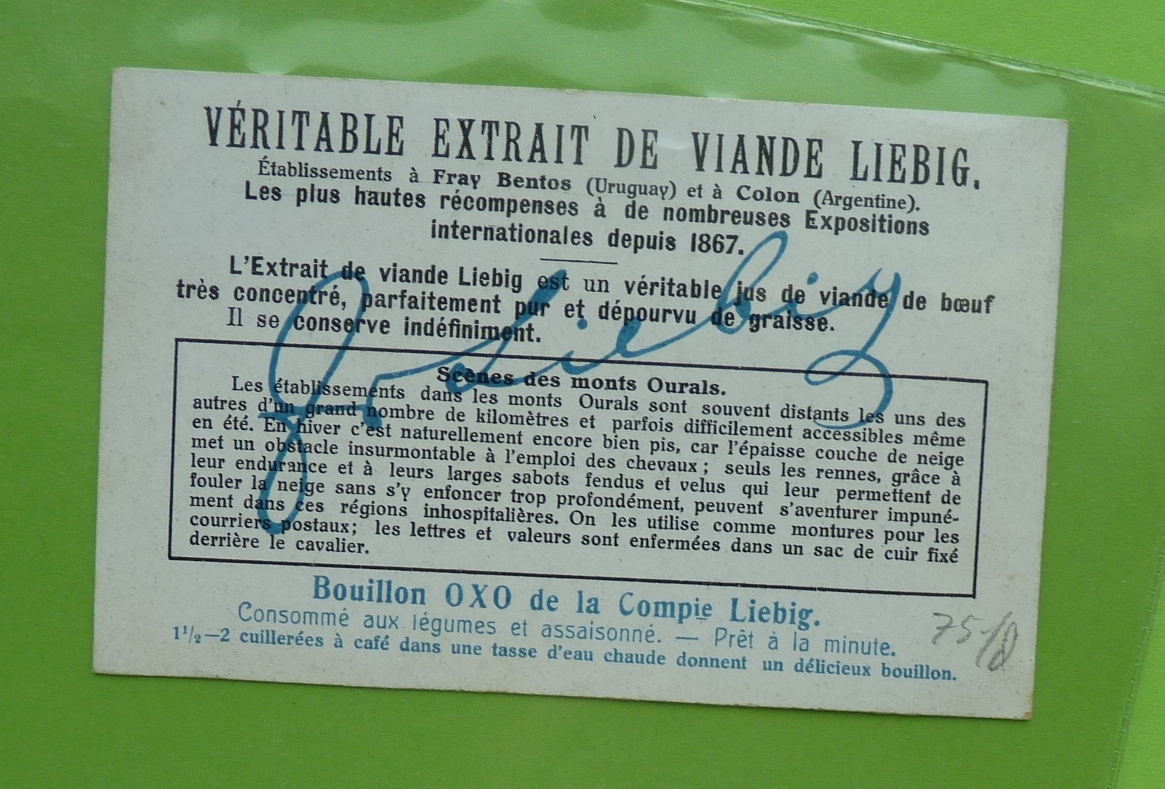 VÉRITABLE EXTRAIT DE VIANDE LIEBIG.
Établissements à Fray Bentos (Uruguay) et à Colon (Argentine).
Les plus hautes récompenses à de nombreuses Expositions
internationales depuis 1867.
L'Extrait de viande Liebig est un véritable jus de viande de bœuf
très concentré, parfaitement pur et dépourvu de graisse.
Il se conserve indéfiniment.
J. v. Liebig
Scènes des monts Ourals.
Les établissements dans les monts Ourals sont souvent distants les uns des
autres d'un grand nombre de kilomètres et parfois difficilement accessibles même
en été. En hiver c'est naturellement encore bien pis, car l'épaisse couche de neige
met un obstacle insurmontable à l'emploi des chevaux; seuls les rennes, grâce à
leur endurance et à leurs larges sabots fendus et velus qui leur permettent de
fouler la neige sans s'y enfoncer trop profondément, peuvent s'aventurer impuné-
ment dans ces régions inhospitalières. On les utilise comme montures pour les
courriers postaux; les lettres et valeurs sont enfermées dans un sac de cuir fixé
derrière le cavalier.
Bouillon OXO de la Compie Liebig.
Consommé aux légumes et assaisonné. — Prêt à la minute.
1 1/2—2 cuillerées à café dans une tasse d'eau chaude donnent un délicieux bouillon.